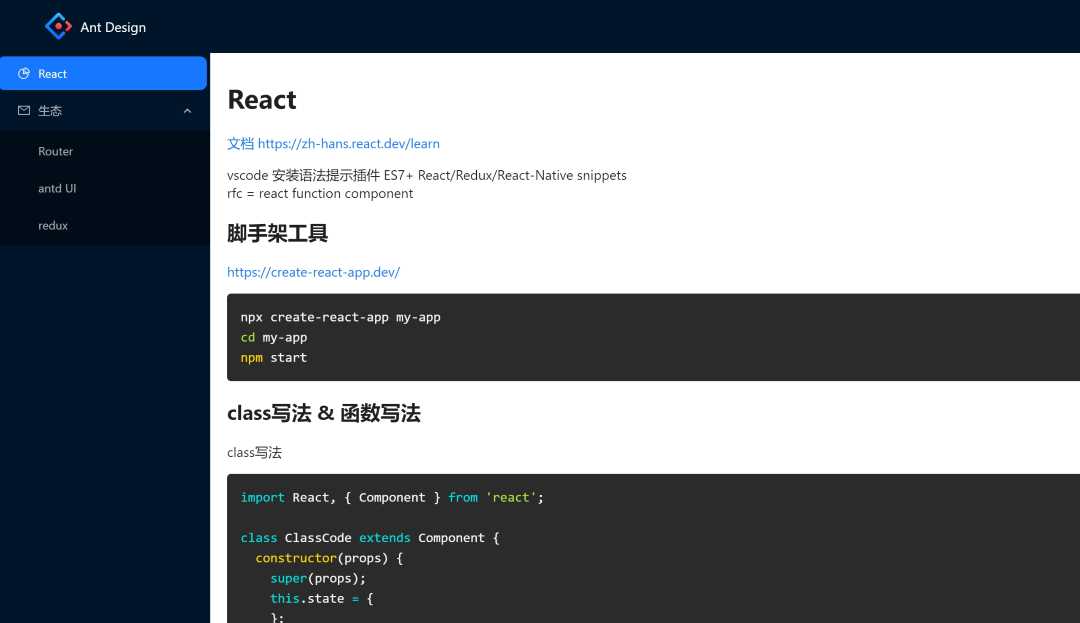 Ant Design
React
生态
Router
antd UI
redux
React
文档 https://zh-hans.react.dev/learn
vscode 安装语法提示插件 ES7+ React/Redux/React-Native snippets
rfc = react function component
脚手架工具
https://create-react-app.dev/
npx create-react-app my-app
cd my-app
npm start
class写法 & 函数写法
class写法
import React, { Component } from 'react';
class ClassCode extends Component {
constructor(props) {
super(props);
this.state = {
};